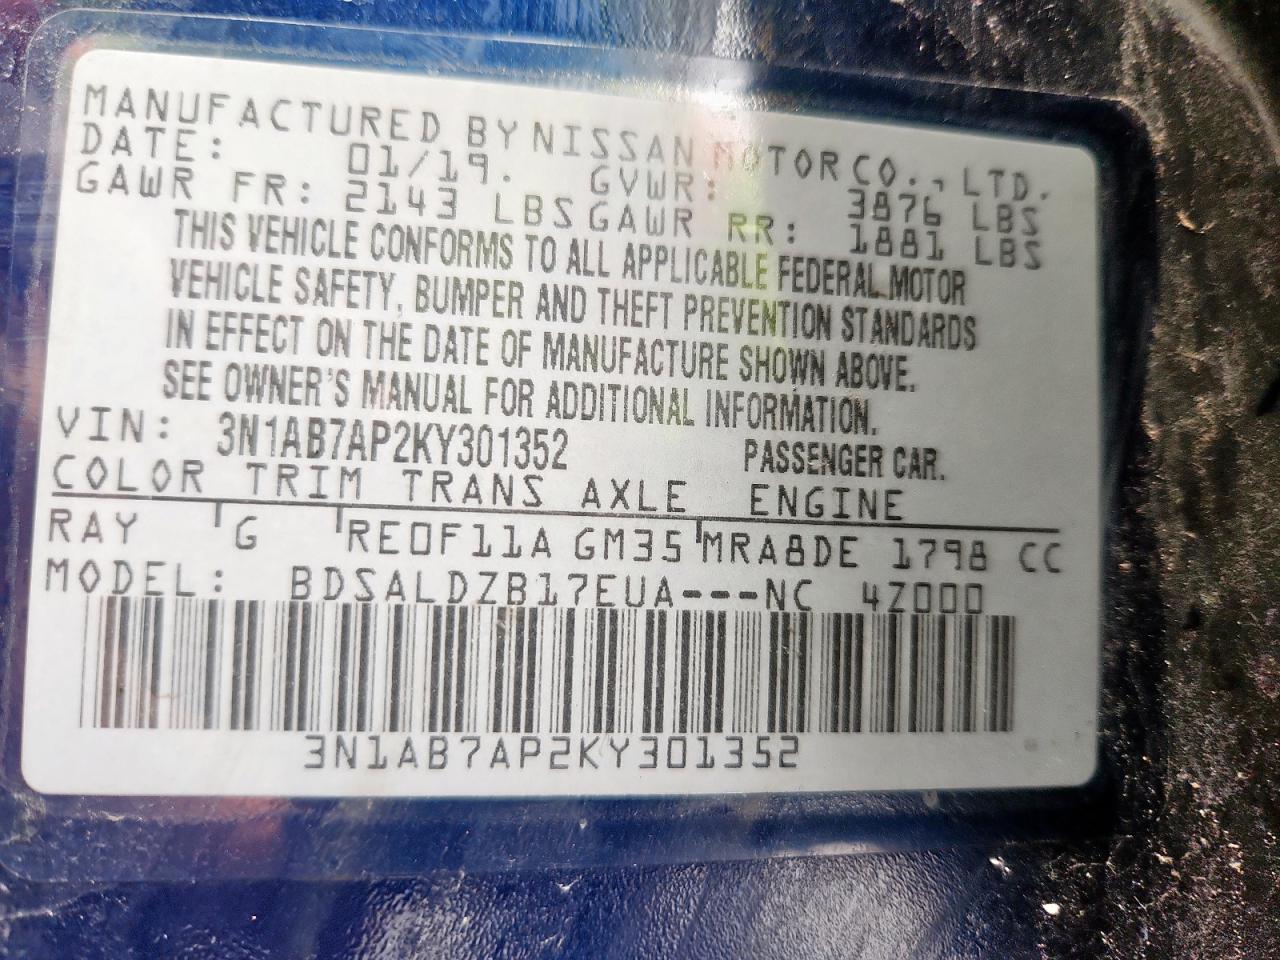 MANUFACTURED BY NISSAN MOTOR CO., LTD.
DATE: 01/19. GVWR: 3876 LBS
GAWR FR: 2143 LBS GAWR RR: 1881 LBS
THIS VEHICLE CONFORMS TO ALL APPLICABLE FEDERAL MOTOR
VEHICLE SAFETY, BUMPER AND THEFT PREVENTION STANDARDS
IN EFFECT ON THE DATE OF MANUFACTURE SHOWN ABOVE.
SEE OWNER'S MANUAL FOR ADDITIONAL INFORMATION.
VIN: 3N1AB7AP2KY301352 PASSENGER CAR.
COLOR TRIM TRANS AXLE ENGINE
RAY G RE0F11A GM35 MRA8DE 1798 CC
MODEL: BDSALDZB17EUA---NC 4Z000
3N1AB7AP2KY301352